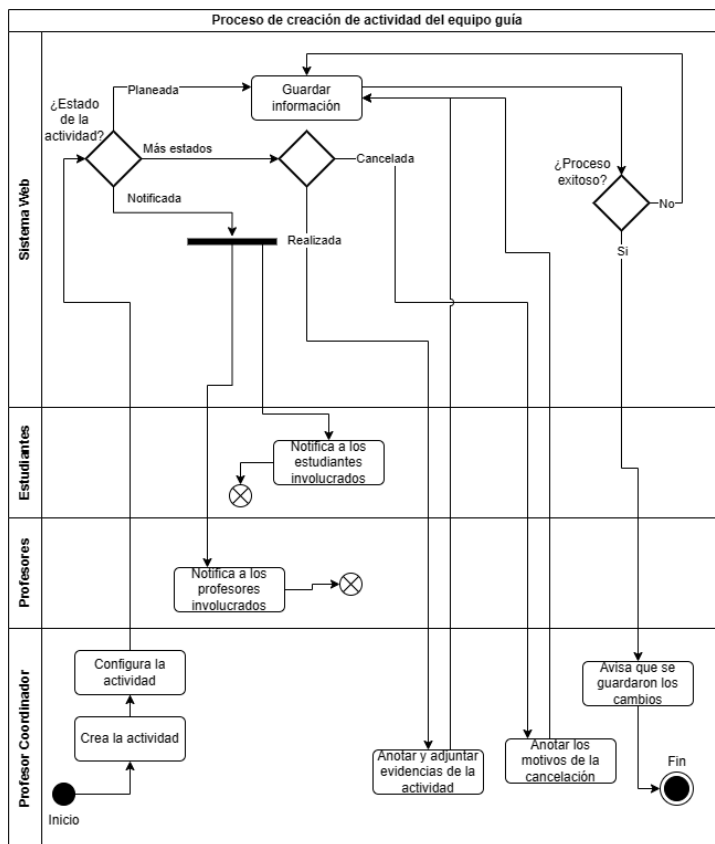 Proceso de creación de actividad del equipo guía
Sistema Web
¿Estado
de la
actividad?
Planeada
Guardar
información
Más estados
Cancelada
Notificada
Realizada
¿Proceso
exitoso?
No
Si
Estudiantes
Notifica a los
estudiantes
involucrados
Profesores
Notifica a los
profesores
involucrados
Profesor Coordinador
Configura la
actividad
Crea la actividad
Inicio
Anotar y adjuntar
evidencias de la
actividad
Anotar los
motivos de la
cancelación
Avisa que se
guardaron los
cambios
Fin